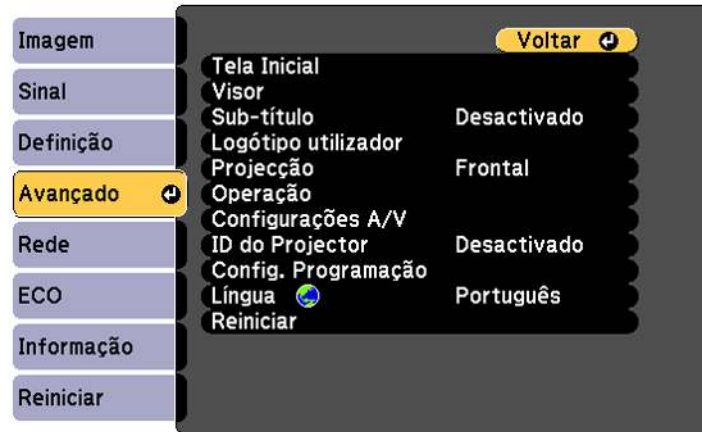 Imagem
Sinal
Definição
Avançado
Rede
ECO
Informação
Reiniciar
Voltar
Tela Inicial
Visor
Sub-título Desactivado
Logótipo utilizador
Projecção Frontal
Operação
Configurações A/V
ID do Projector Desactivado
Config. Programação
Língua Português
Reiniciar